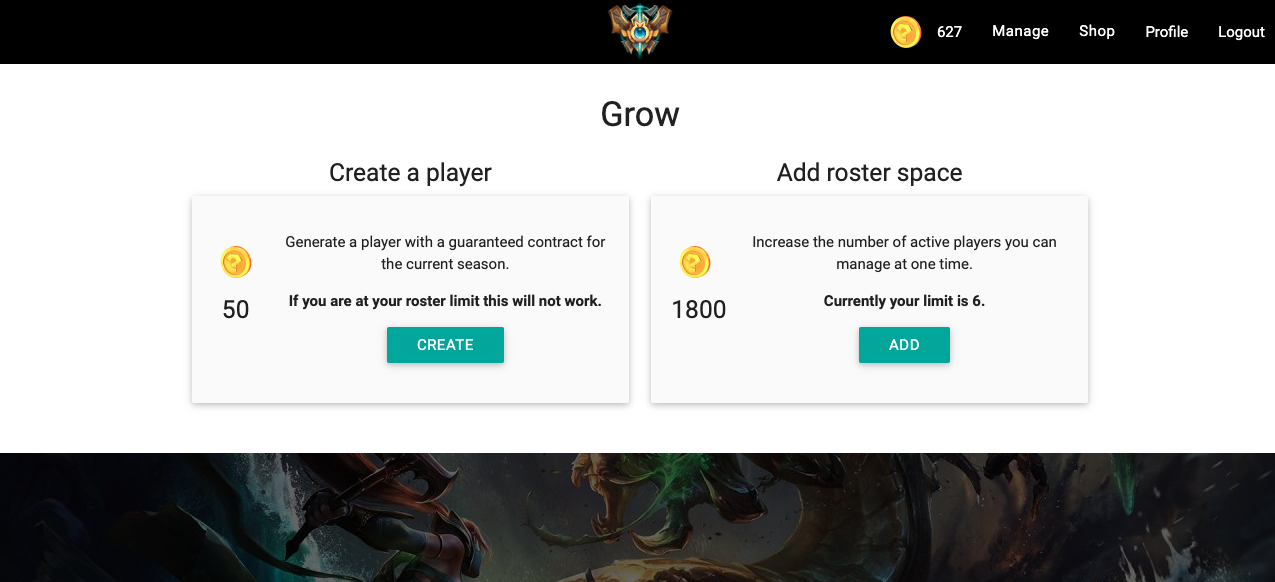 627 Manage Shop Profile Logout
Grow
Create a player
Generate a player with a guaranteed contract for
the current season.
50
If you are at your roster limit this will not work.
CREATE
Add roster space
Increase the number of active players you can
manage at one time.
1800
Currently your limit is 6.
ADD